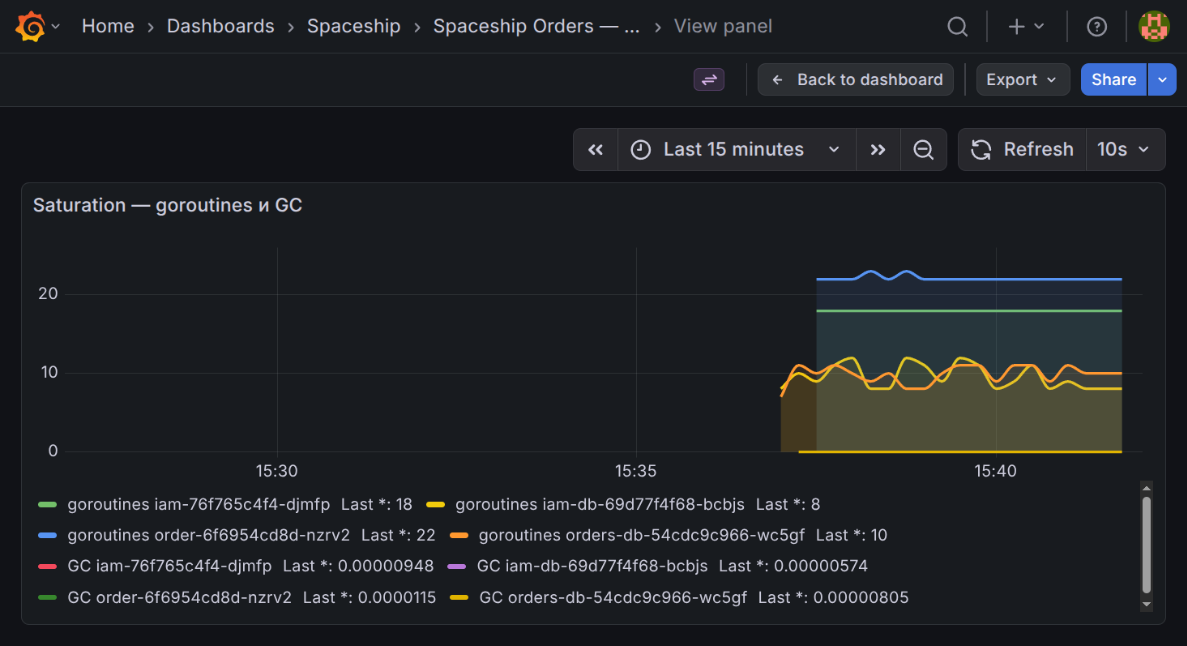 Home › Dashboards › Spaceship › Spaceship Orders — ... › View panel
Back to dashboard Export Share
Last 15 minutes Refresh 10s
Saturation — goroutines и GC
20
10
0
15:30 15:35 15:40
goroutines iam-76f765c4f4-djmfp Last *: 18 goroutines iam-db-69d77f4f68-bcbjs Last *: 8
goroutines order-6f6954cd8d-nzrv2 Last *: 22 goroutines orders-db-54cdc9c966-wc5gf Last *: 10
GC iam-76f765c4f4-djmfp Last *: 0.00000948 GC iam-db-69d77f4f68-bcbjs Last *: 0.00000574
GC order-6f6954cd8d-nzrv2 Last *: 0.0000115 GC orders-db-54cdc9c966-wc5gf Last *: 0.00000805